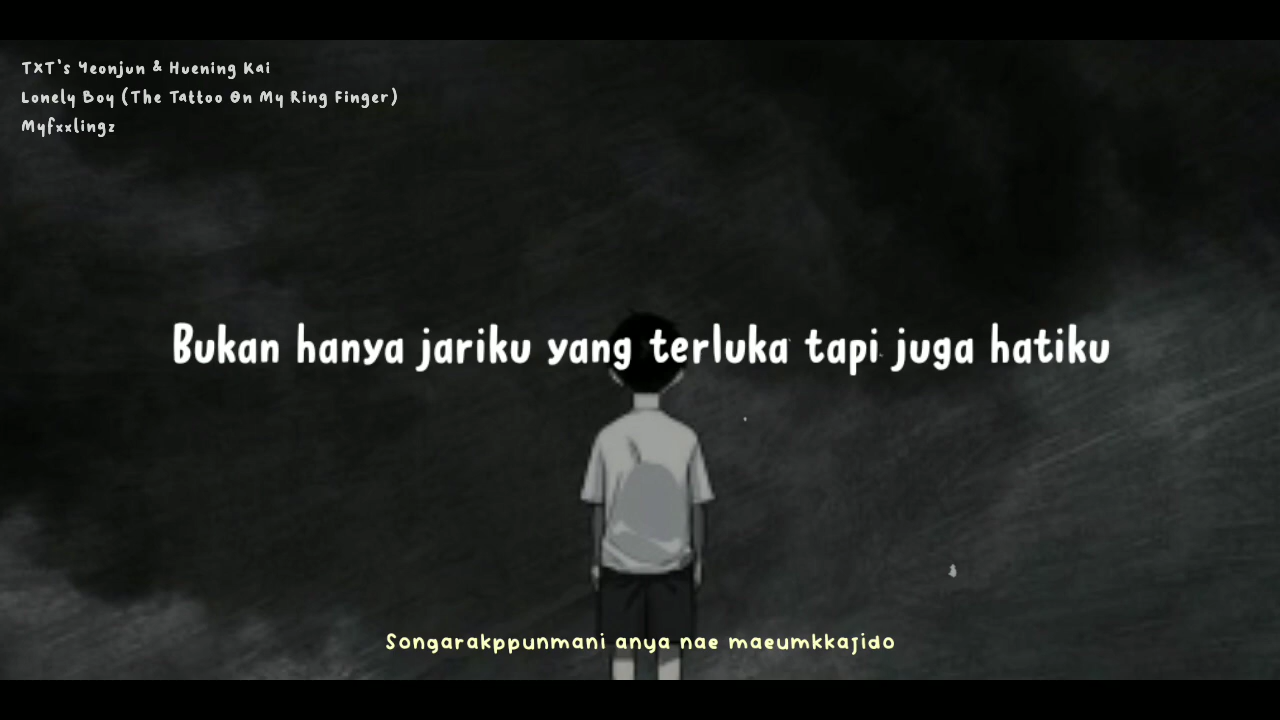 TXT's Yeonjun & Huening Kai
Lonely Boy (The Tattoo On My Ring Finger)
Myfxxlingz
Bukan hanya jariku yang terluka tapi juga hatiku
Songarakppunmani anya nae maeumkkajido